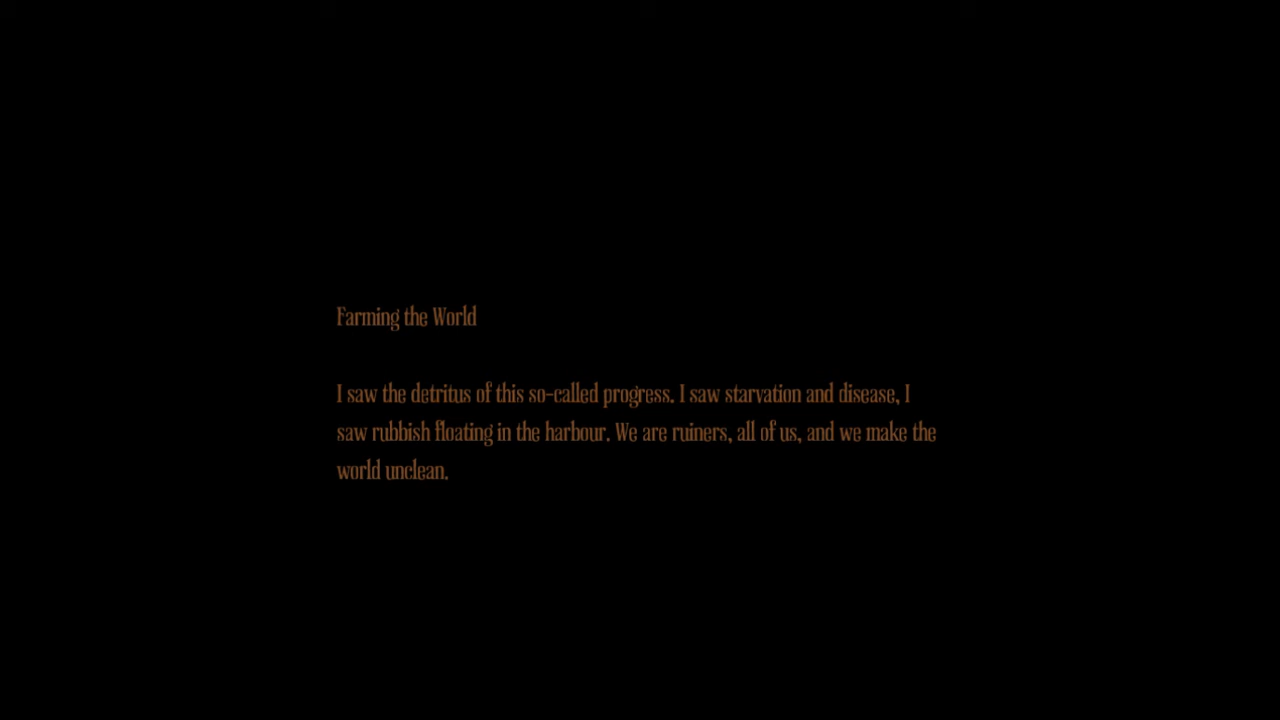 Farming the World
I saw the detritus of this so-called progress. I saw starvation and disease, I
saw rubbish floating in the harbour. We are ruiners, all of us, and we make the
world unclean.